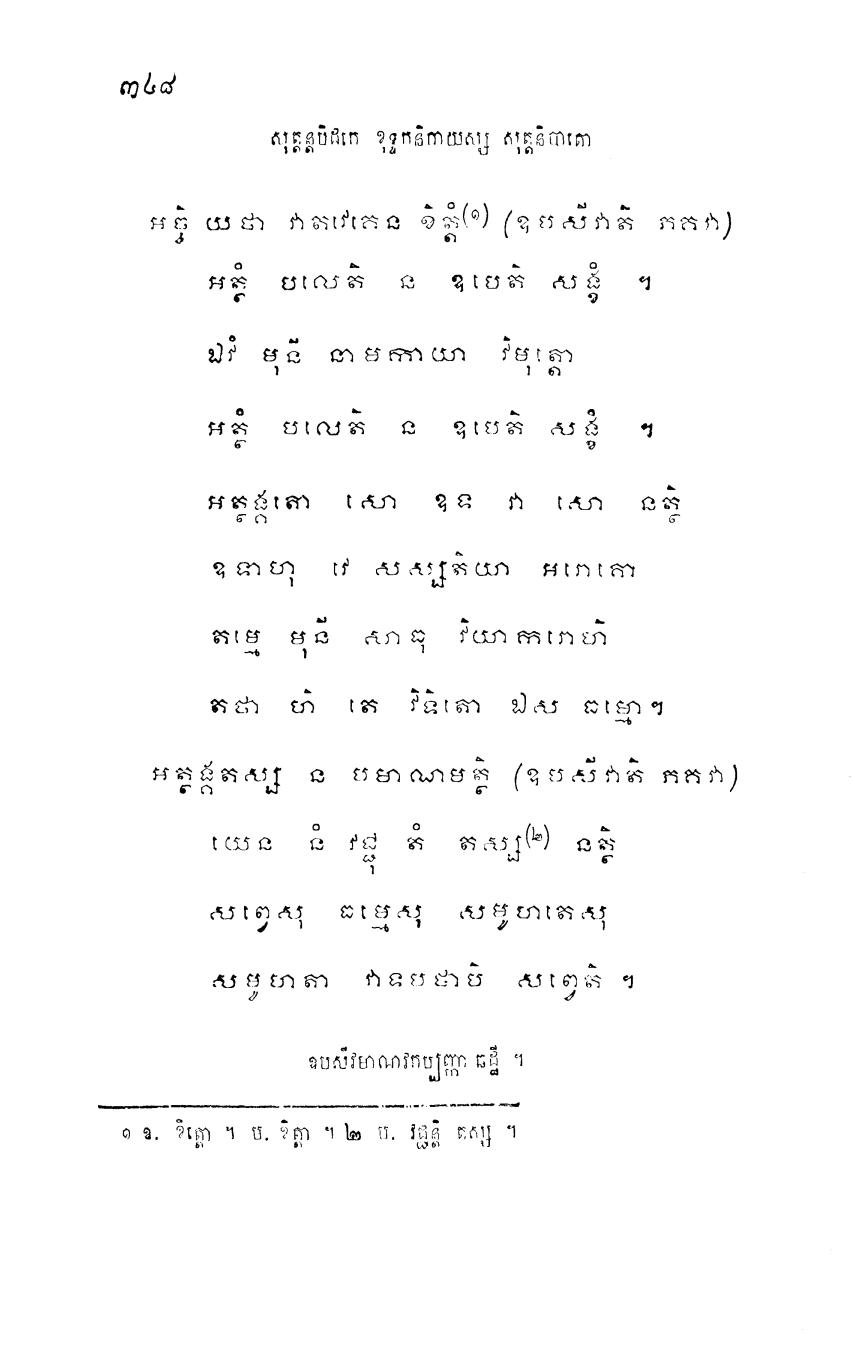 ៣៤៨
សុត្តន្តបិដកេ ខុទ្ទកនិកាយស្ស សុត្តនិបាតោ
អច្ចិ យថា វាតវេគេន ខិត្តំ(១) (ឧបសីវាតិ ភគវា)
អត្ថំ បលេតិ ន ឧបេតិ សង្ខំ ។
ឯវំ មុនី នាមកាយា វិមុត្តោ
អត្ថំ បលេតិ ន ឧបេតិ សង្ខំ ។
អត្ថង្គតោ សោ ឧទ វា សោ នត្ថិ
ឧទាហុ វេ សស្សតិយា អរោគោ
តម្មេ មុនី សាធុ វិយាករោហិ
តថា ហិ តេ វិទិតោ ឯស ធម្មោ។
អត្ថង្គតស្ស ន បមាណមត្ថិ (ឧបសីវាតិ ភគវា)
យេន នំ វជ្ជុ តំ តស្ស(២) នត្ថិ
សព្វេសុ ធម្មេសុ សមូហតេសុ
សមូហតា វាទបថាបិ សព្វេតិ ។
ឧបសីវមាណវកប្បញ្ហា ឆដ្ឋី ។
១ ឱ. ខិត្តោ ។ ប. ខិត្តា ។ ២ ប. វជ្ជន្តិ តស្ស ។